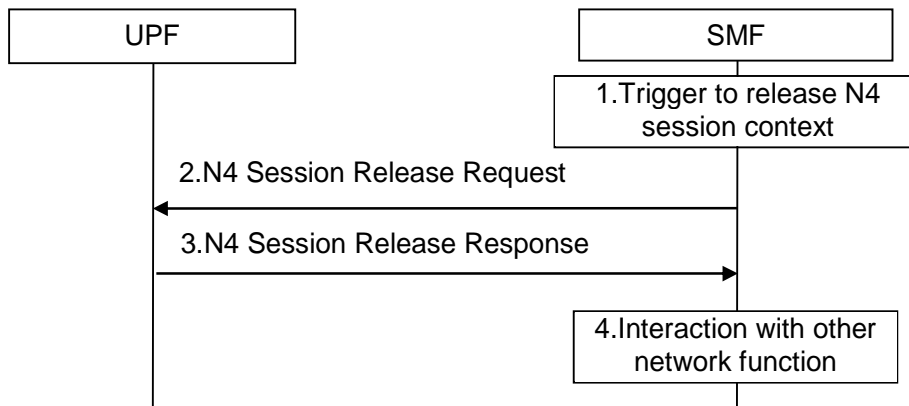 UPF
SMF
1.Trigger to release N4
session context
2.N4 Session Release Request
3.N4 Session Release Response
4.Interaction with other
network function